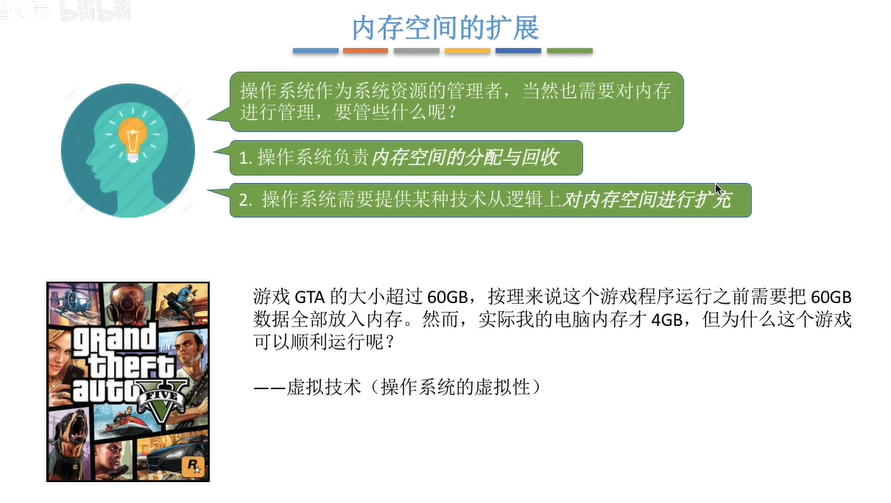 bilibili
内存空间的扩展
操作系统作为系统资源的管理者，当然也需要对内存
进行管理，要管些什么呢？
1. 操作系统负责内存空间的分配与回收
2. 操作系统需要提供某种技术从逻辑上对内存空间进行扩充
grand
theft
auto
V
FIVE
R
游戏 GTA 的大小超过 60GB，按理来说这个游戏程序运行之前需要把 60GB
数据全部放入内存。然而，实际我的电脑内存才 4GB，但为什么这个游戏
可以顺利运行呢？
——虚拟技术（操作系统的虚拟性）